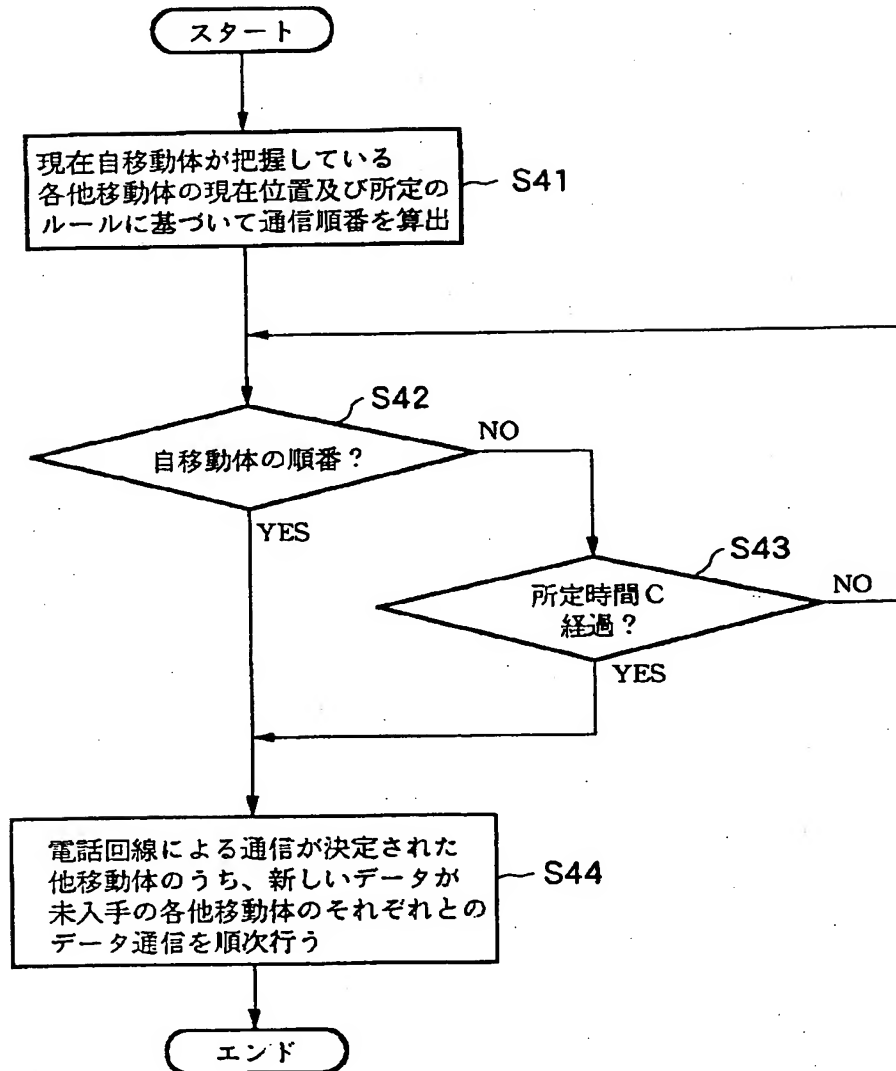 スタート
現在自移動体が把握している
各他移動体の現在位置及び所定の
ルールに基づいて通信順番を算出
S41
S42
自移動体の順番?
NO
YES
S43
所定時間C
経過?
NO
YES
電話回線による通信が決定された
他移動体のうち、新しいデータが
未入手の各他移動体のそれぞれとの
データ通信を順次行う
S44
エンド